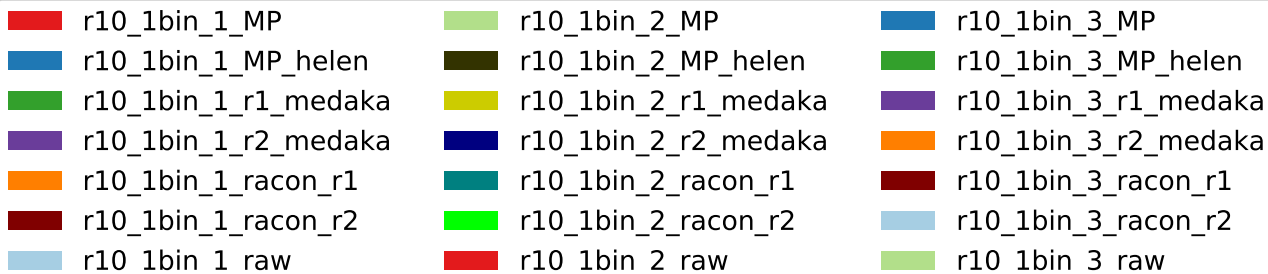 r10_1bin_1_MP r10_1bin_2_MP r10_1bin_3_MP
r10_1bin_1_MP_helen r10_1bin_2_MP_helen r10_1bin_3_MP_helen
r10_1bin_1_r1_medaka r10_1bin_2_r1_medaka r10_1bin_3_r1_medaka
r10_1bin_1_r2_medaka r10_1bin_2_r2_medaka r10_1bin_3_r2_medaka
r10_1bin_1_racon_r1 r10_1bin_2_racon_r1 r10_1bin_3_racon_r1
r10_1bin_1_racon_r2 r10_1bin_2_racon_r2 r10_1bin_3_racon_r2
r10_1bin_1_raw r10_1bin_2_raw r10_1bin_3_raw